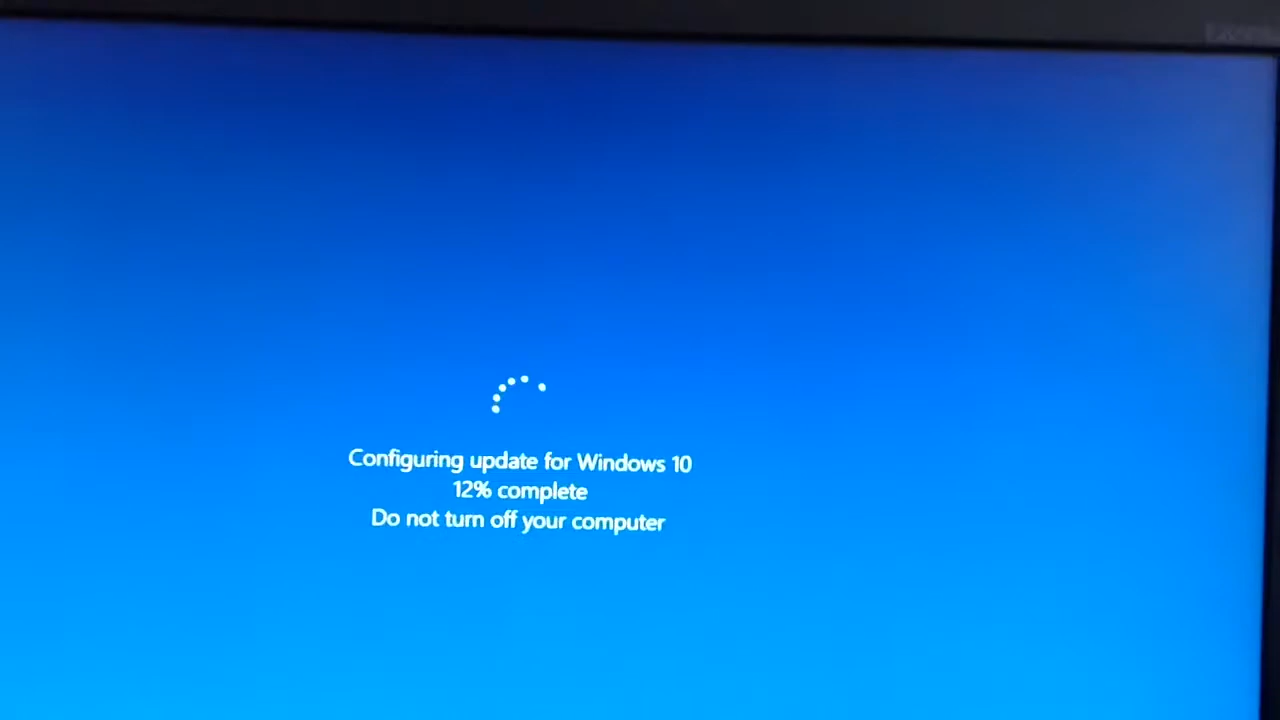 Configuring update for Windows 10
12% complete
Do not turn off your computer